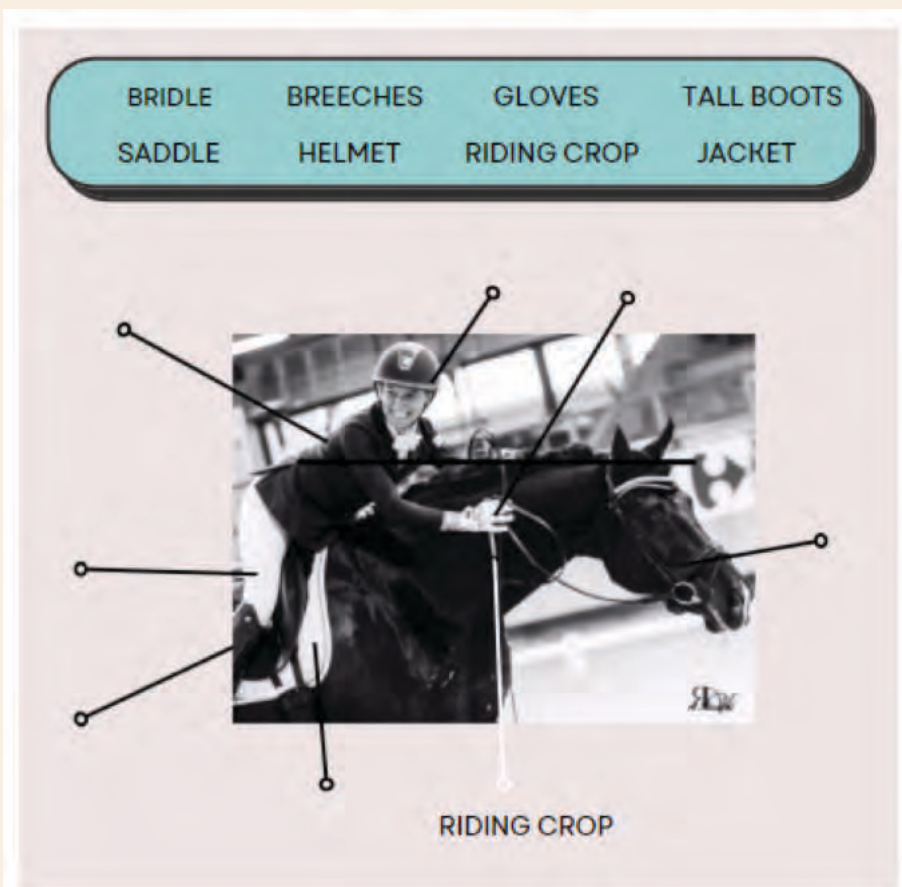 BRIDLE BREECHES GLOVES TALL BOOTS
SADDLE HELMET RIDING CROP JACKET
RIDING CROP